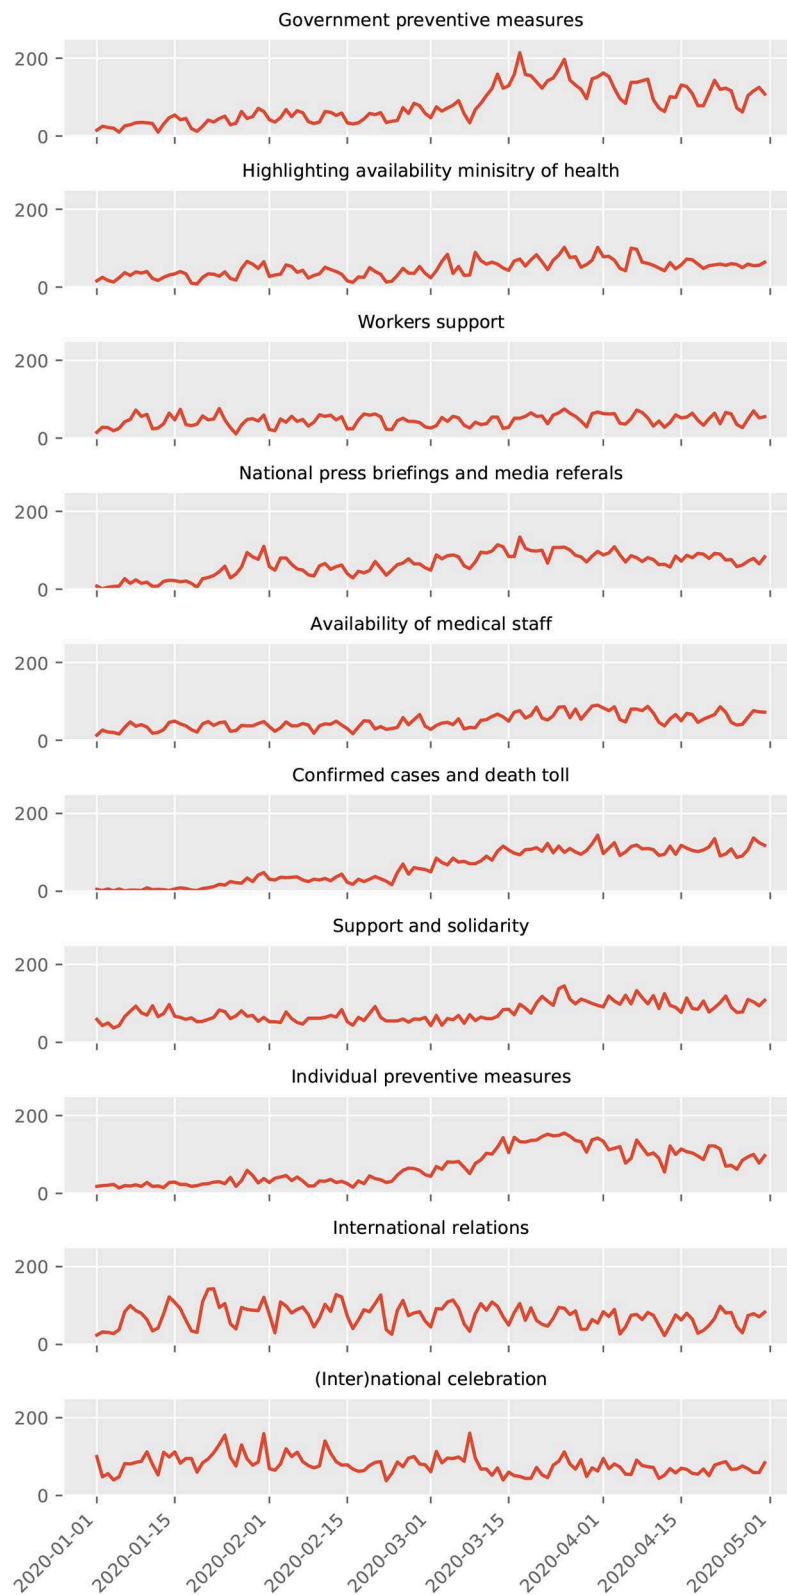 Government preventive measures
200
0
Highlighting availability minisitry of health
200
0
Workers support
200
0
National press briefings and media referals
200
0
Availability of medical staff
200
0
Confirmed cases and death toll
200
0
Support and solidarity
200
0
Individual preventive measures
200
0
International relations
200
0
(Inter)national celebration
200
0
2020-01-01
2020-01-15
2020-02-01
2020-02-15
2020-03-01
2020-03-15
2020-04-01
2020-04-15
2020-05-01